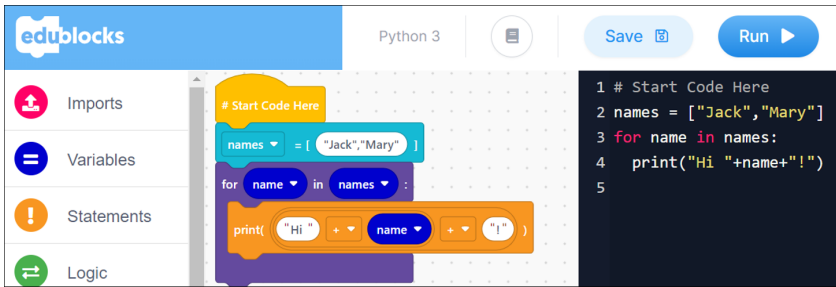 edublocks
Python 3
Save
Run
Imports
Variables
Statements
Logic
# Start Code Here
names = [ "Jack","Mary" ]
for name in names :
print( "Hi " + name + "!" )
1 # Start Code Here
2 names = ["Jack","Mary"]
3 for name in names:
4   print("Hi "+name+"!")
5